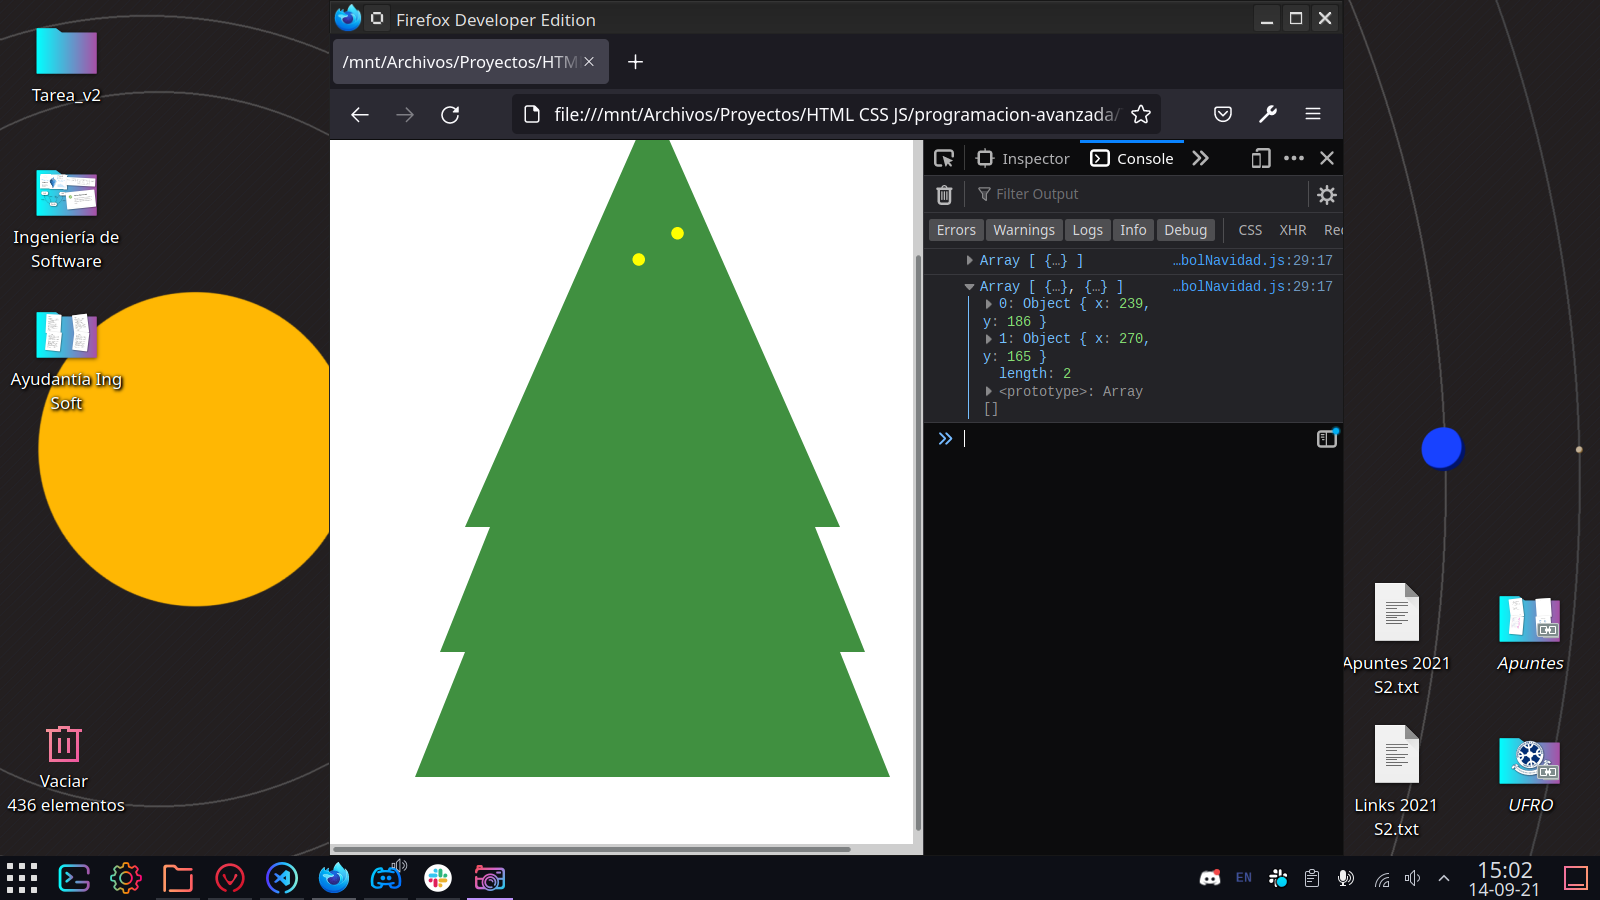 Firefox Developer Edition
/mnt/Archivos/Proyectos/HTM
file:///mnt/Archivos/Proyectos/HTML CSS JS/programacion-avanzada/
Inspector
Console
Filter Output
Errors
Warnings
Logs
Info
Debug
CSS
XHR
Re
Array [ {…} ]
…bolNavidad.js:29:17
Array [ {…}, {…} ]
…bolNavidad.js:29:17
0: Object { x: 239,
y: 186 }
1: Object { x: 270,
y: 165 }
length: 2
<prototype>: Array
[]
Tarea_v2
Ingeniería de
Software
Ayudantía Ing
Soft
Vaciar
436 elementos
Apuntes 2021
S2.txt
Apuntes
Links 2021
S2.txt
UFRO
EN
15:02
14-09-21